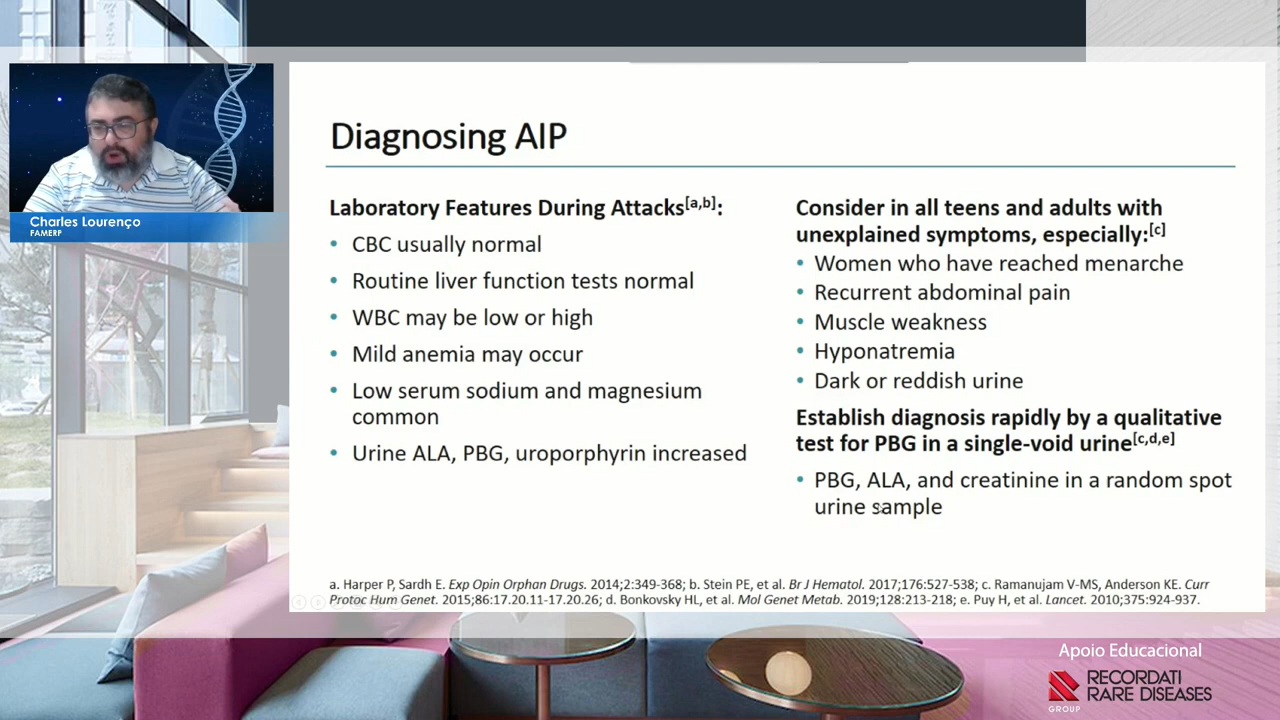 Charles Lourenço
FAMERP
Diagnosing AIP
Laboratory Features During Attacks[a,b]:
• CBC usually normal
• Routine liver function tests normal
• WBC may be low or high
• Mild anemia may occur
• Low serum sodium and magnesium
common
• Urine ALA, PBG, uroporphyrin increased
Consider in all teens and adults with
unexplained symptoms, especially:[c]
• Women who have reached menarche
• Recurrent abdominal pain
• Muscle weakness
• Hyponatremia
• Dark or reddish urine
Establish diagnosis rapidly by a qualitative
test for PBG in a single-void urine[c,d,e]
• PBG, ALA, and creatinine in a random spot
urine sample
a. Harper P, Sardh E. Exp Opin Orphan Drugs. 2014;2:349-368; b. Stein PE, et al. Br J Hematol. 2017;176:527-538; c. Ramanujam V-MS, Anderson KE. Curr
Protoc Hum Genet. 2015;86:17.20.11-17.20.26; d. Bonkovsky HL, et al. Mol Genet Metab. 2019;128:213-218; e. Puy H, et al. Lancet. 2010;375:924-937.
Apoio Educacional
RECORDATI
RARE DISEASES
GROUP